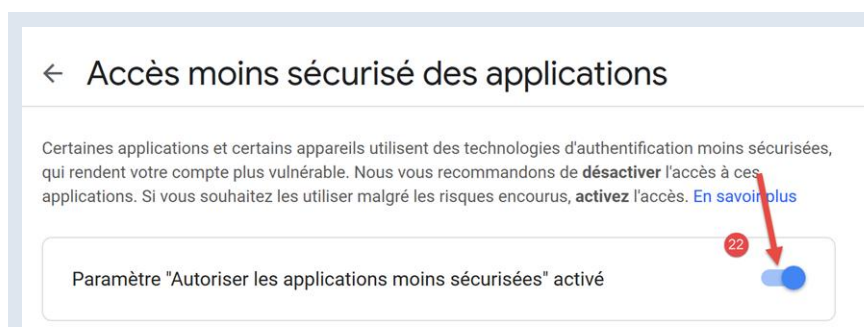 Accès moins sécurisé des applications
Certaines applications et certains appareils utilisent des technologies d'authentification moins sécurisées,
qui rendent votre compte plus vulnérable. Nous vous recommandons de désactiver l'accès à ces
applications. Si vous souhaitez les utiliser malgré les risques encourus, activez l'accès. En savoir plus
22
Paramètre "Autoriser les applications moins sécurisées" activé